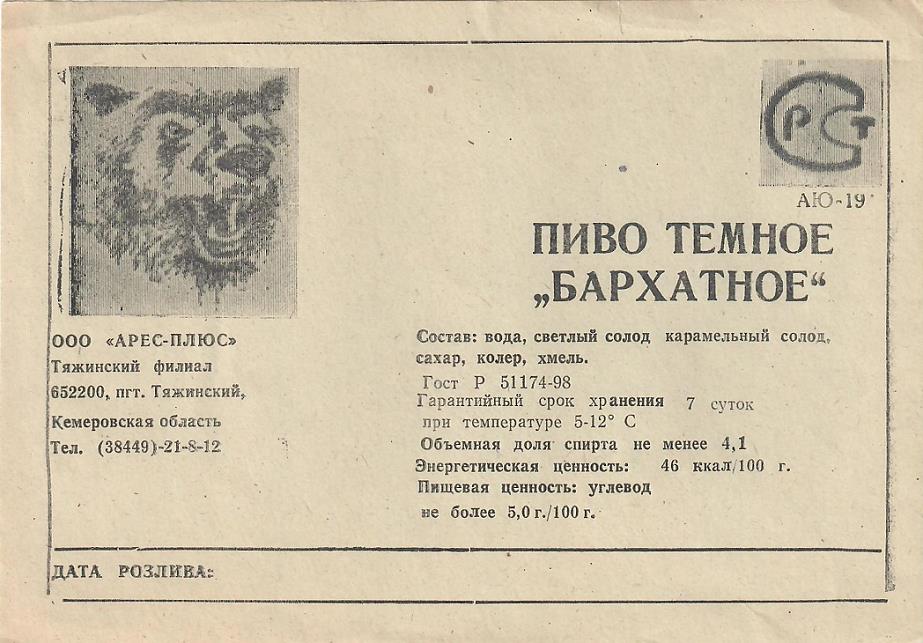 РСТ
АЮ-19
ПИВО ТЕМНОЕ
„БАРХАТНОЕ“
ООО «АРЕС-ПЛЮС»
Тяжинский филиал
652200, пгт. Тяжинский,
Кемеровская область
Тел. (38449)-21-8-12
Состав: вода, светлый солод карамельный солод,
сахар, колер, хмель.
Гост Р 51174-98
Гарантийный срок хранения 7 суток
при температуре 5-12° С
Объемная доля спирта не менее 4,1
Энергетическая ценность: 46 ккал/100 г.
Пищевая ценность: углевод
не более 5,0 г./100 г.
ДАТА РОЗЛИВА: